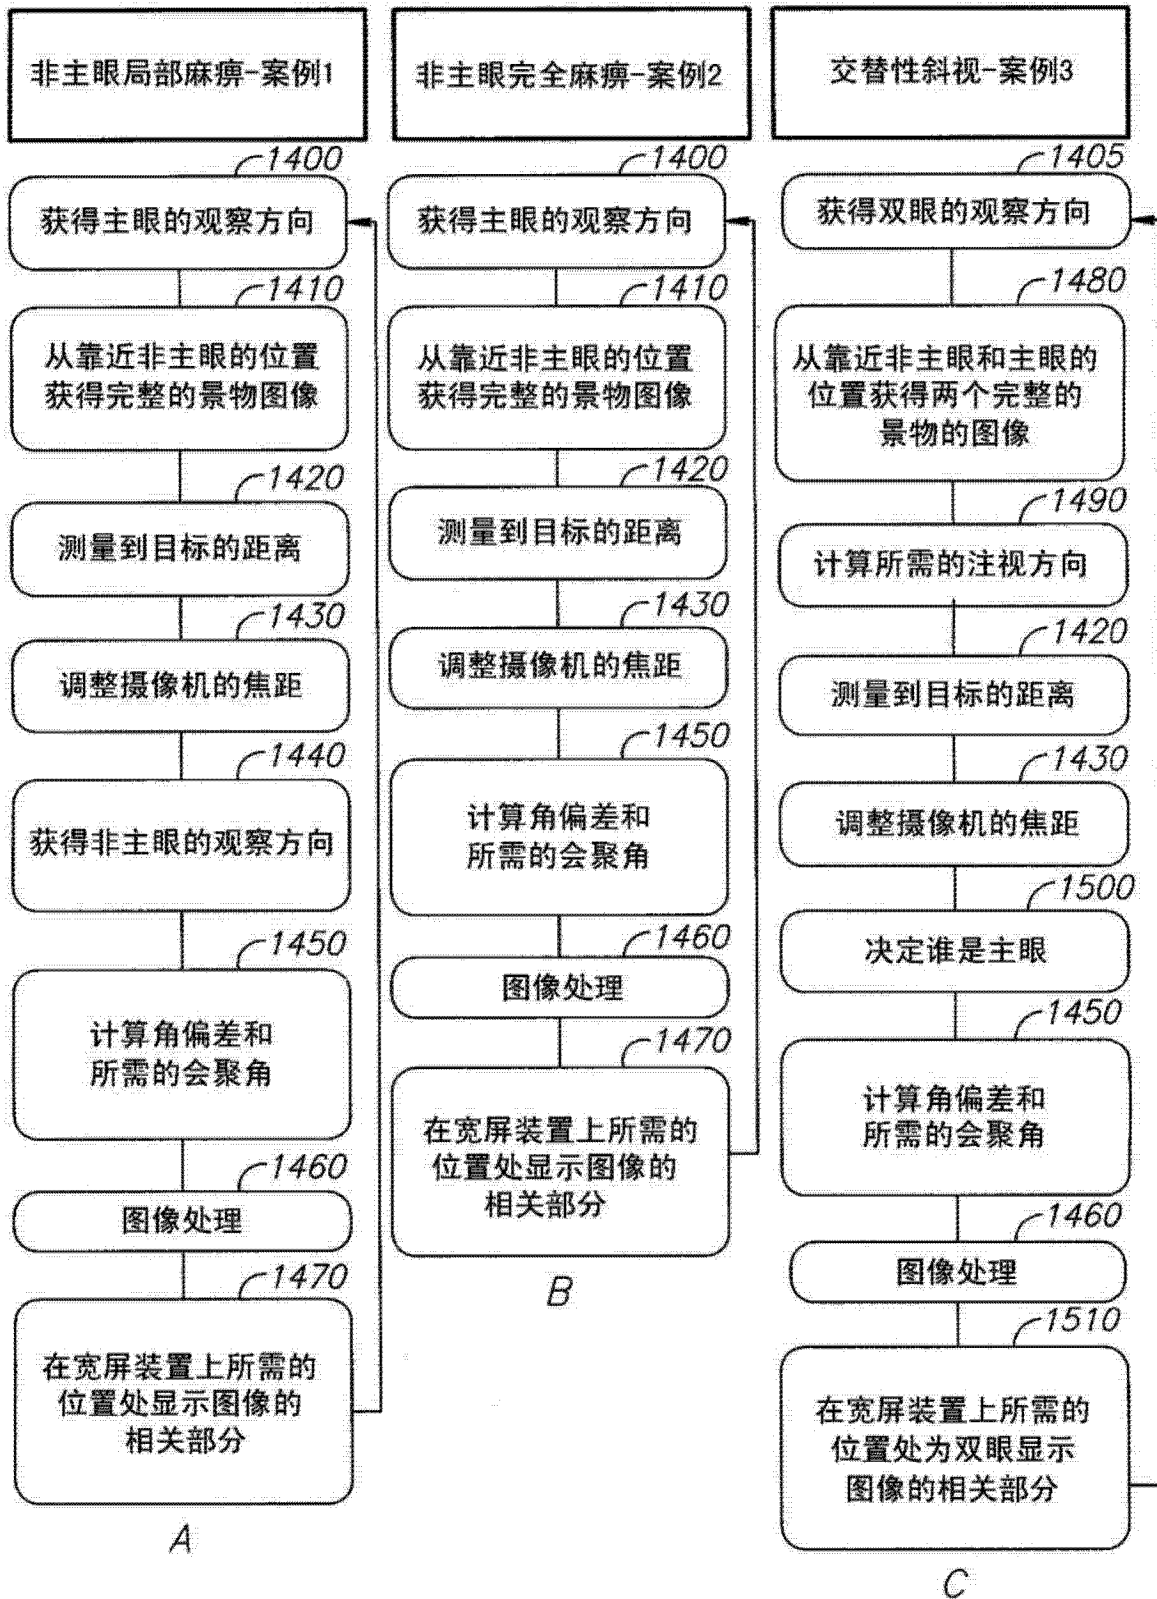 非主眼局部麻痹-案例1
1400
获得主眼的观察方向
1410
从靠近非主眼的位置
获得完整的景物图像
1420
测量到目标的距离
1430
调整摄像机的焦距
1440
获得非主眼的观察方向
1450
计算角偏差和
所需的会聚角
1460
图像处理
1470
在宽屏装置上所需的
位置处显示图像的
相关部分
A
非主眼完全麻痹-案例2
1400
获得主眼的观察方向
1410
从靠近非主眼的位置
获得完整的景物图像
1420
测量到目标的距离
1430
调整摄像机的焦距
1450
计算角偏差和
所需的会聚角
1460
图像处理
1470
在宽屏装置上所需的
位置处显示图像的
相关部分
B
交替性斜视-案例3
1405
获得双眼的观察方向
1480
从靠近非主眼和主眼的
位置获得两个完整的
景物的图像
1490
计算所需的注视方向
1420
测量到目标的距离
1430
调整摄像机的焦距
1500
决定谁是主眼
1450
计算角偏差和
所需的会聚角
1460
图像处理
1510
在宽屏装置上所需的
位置处为双眼显示
图像的相关部分
C